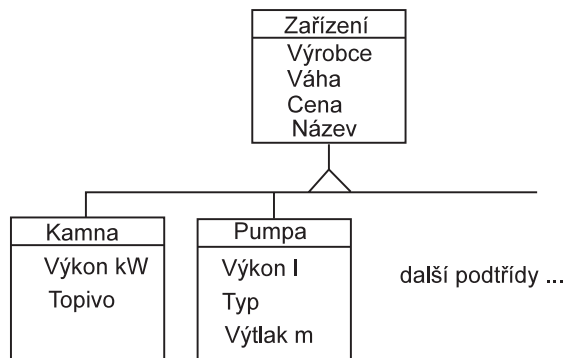 Zařízení
Výrobce
Váha
Cena
Název
Kamna
Výkon kW
Topivo
Pumpa
Výkon l
Typ
Výtlak m
další podtřídy ...